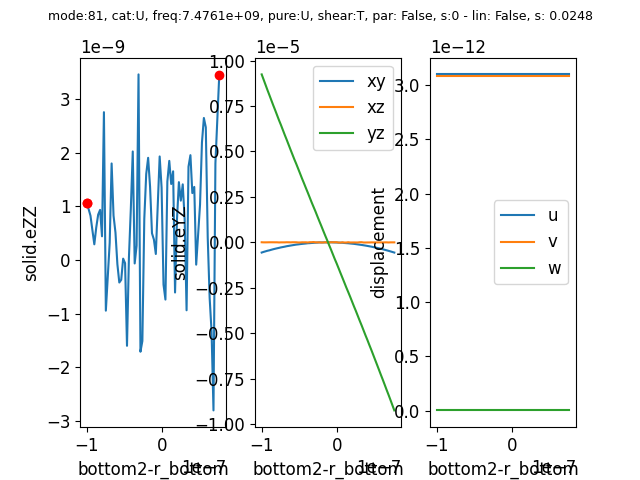 mode:81, cat:U, freq:7.4761e+09, pure:U, shear:T, par: False, s:0 - lin: False, s: 0.0248
1e−9
3
2
1
0
−1
−2
−3
solid.eZZ
−1
0
1e−7
bottom2-r_bottom
1e−5
1.00
0.75
0.50
0.25
0.00
−0.25
−0.50
−0.75
−1.00
solid.eYZ
xy
xz
yz
−1
0
1e−7
bottom2-r_bottom
1e−12
3.0
2.5
2.0
1.5
1.0
0.5
0.0
displacement
u
v
w
−1
0
1e−7
bottom2-r_bottom